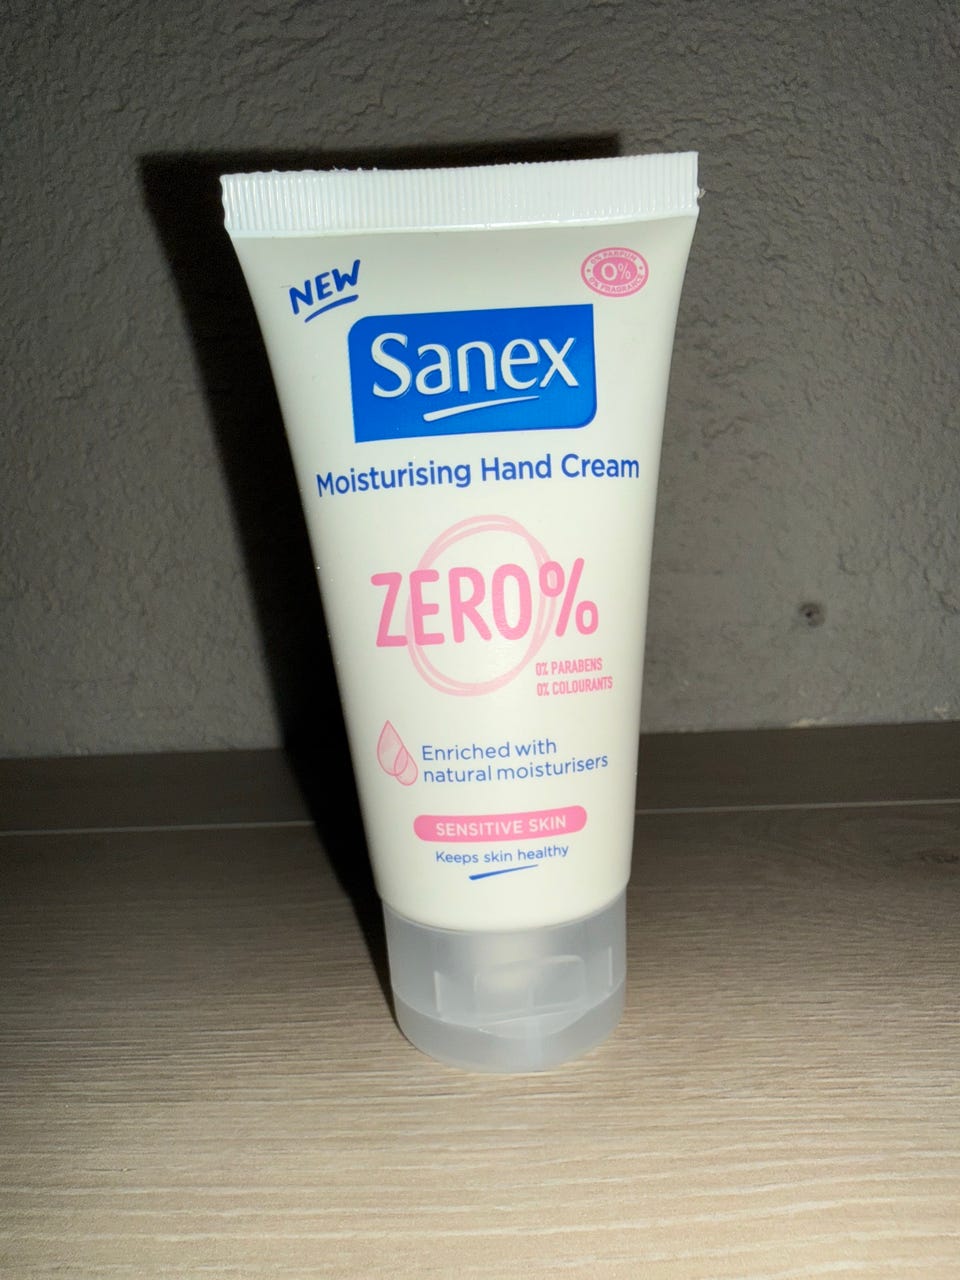 NEW
0% PARFUM
0%
0% FRAGRANCE
Sanex
Moisturising Hand Cream
ZERO%
0% PARABENS
0% COLOURANTS
Enriched with
natural moisturisers
SENSITIVE SKIN
Keeps skin healthy